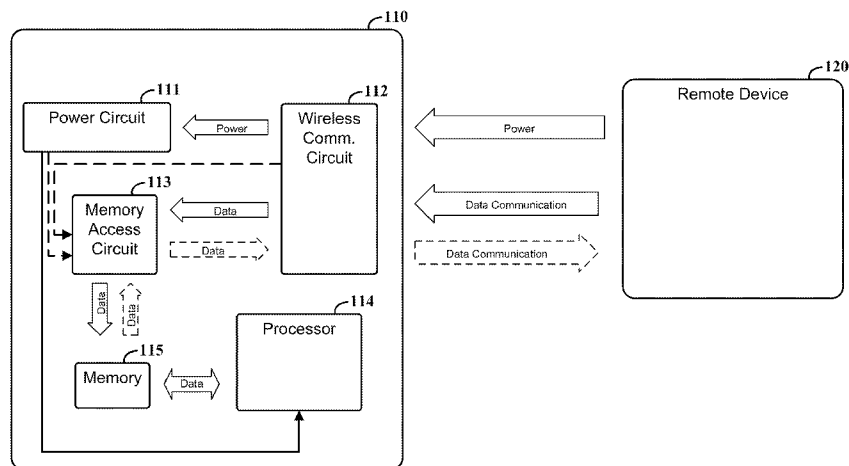 110
111
Power Circuit
Power
112
Wireless
Comm.
Circuit
Power
120
Remote Device
113
Memory
Access
Circuit
Data
Data
Data Communication
Data Communication
Data
Data
114
Processor
115
Memory
Data